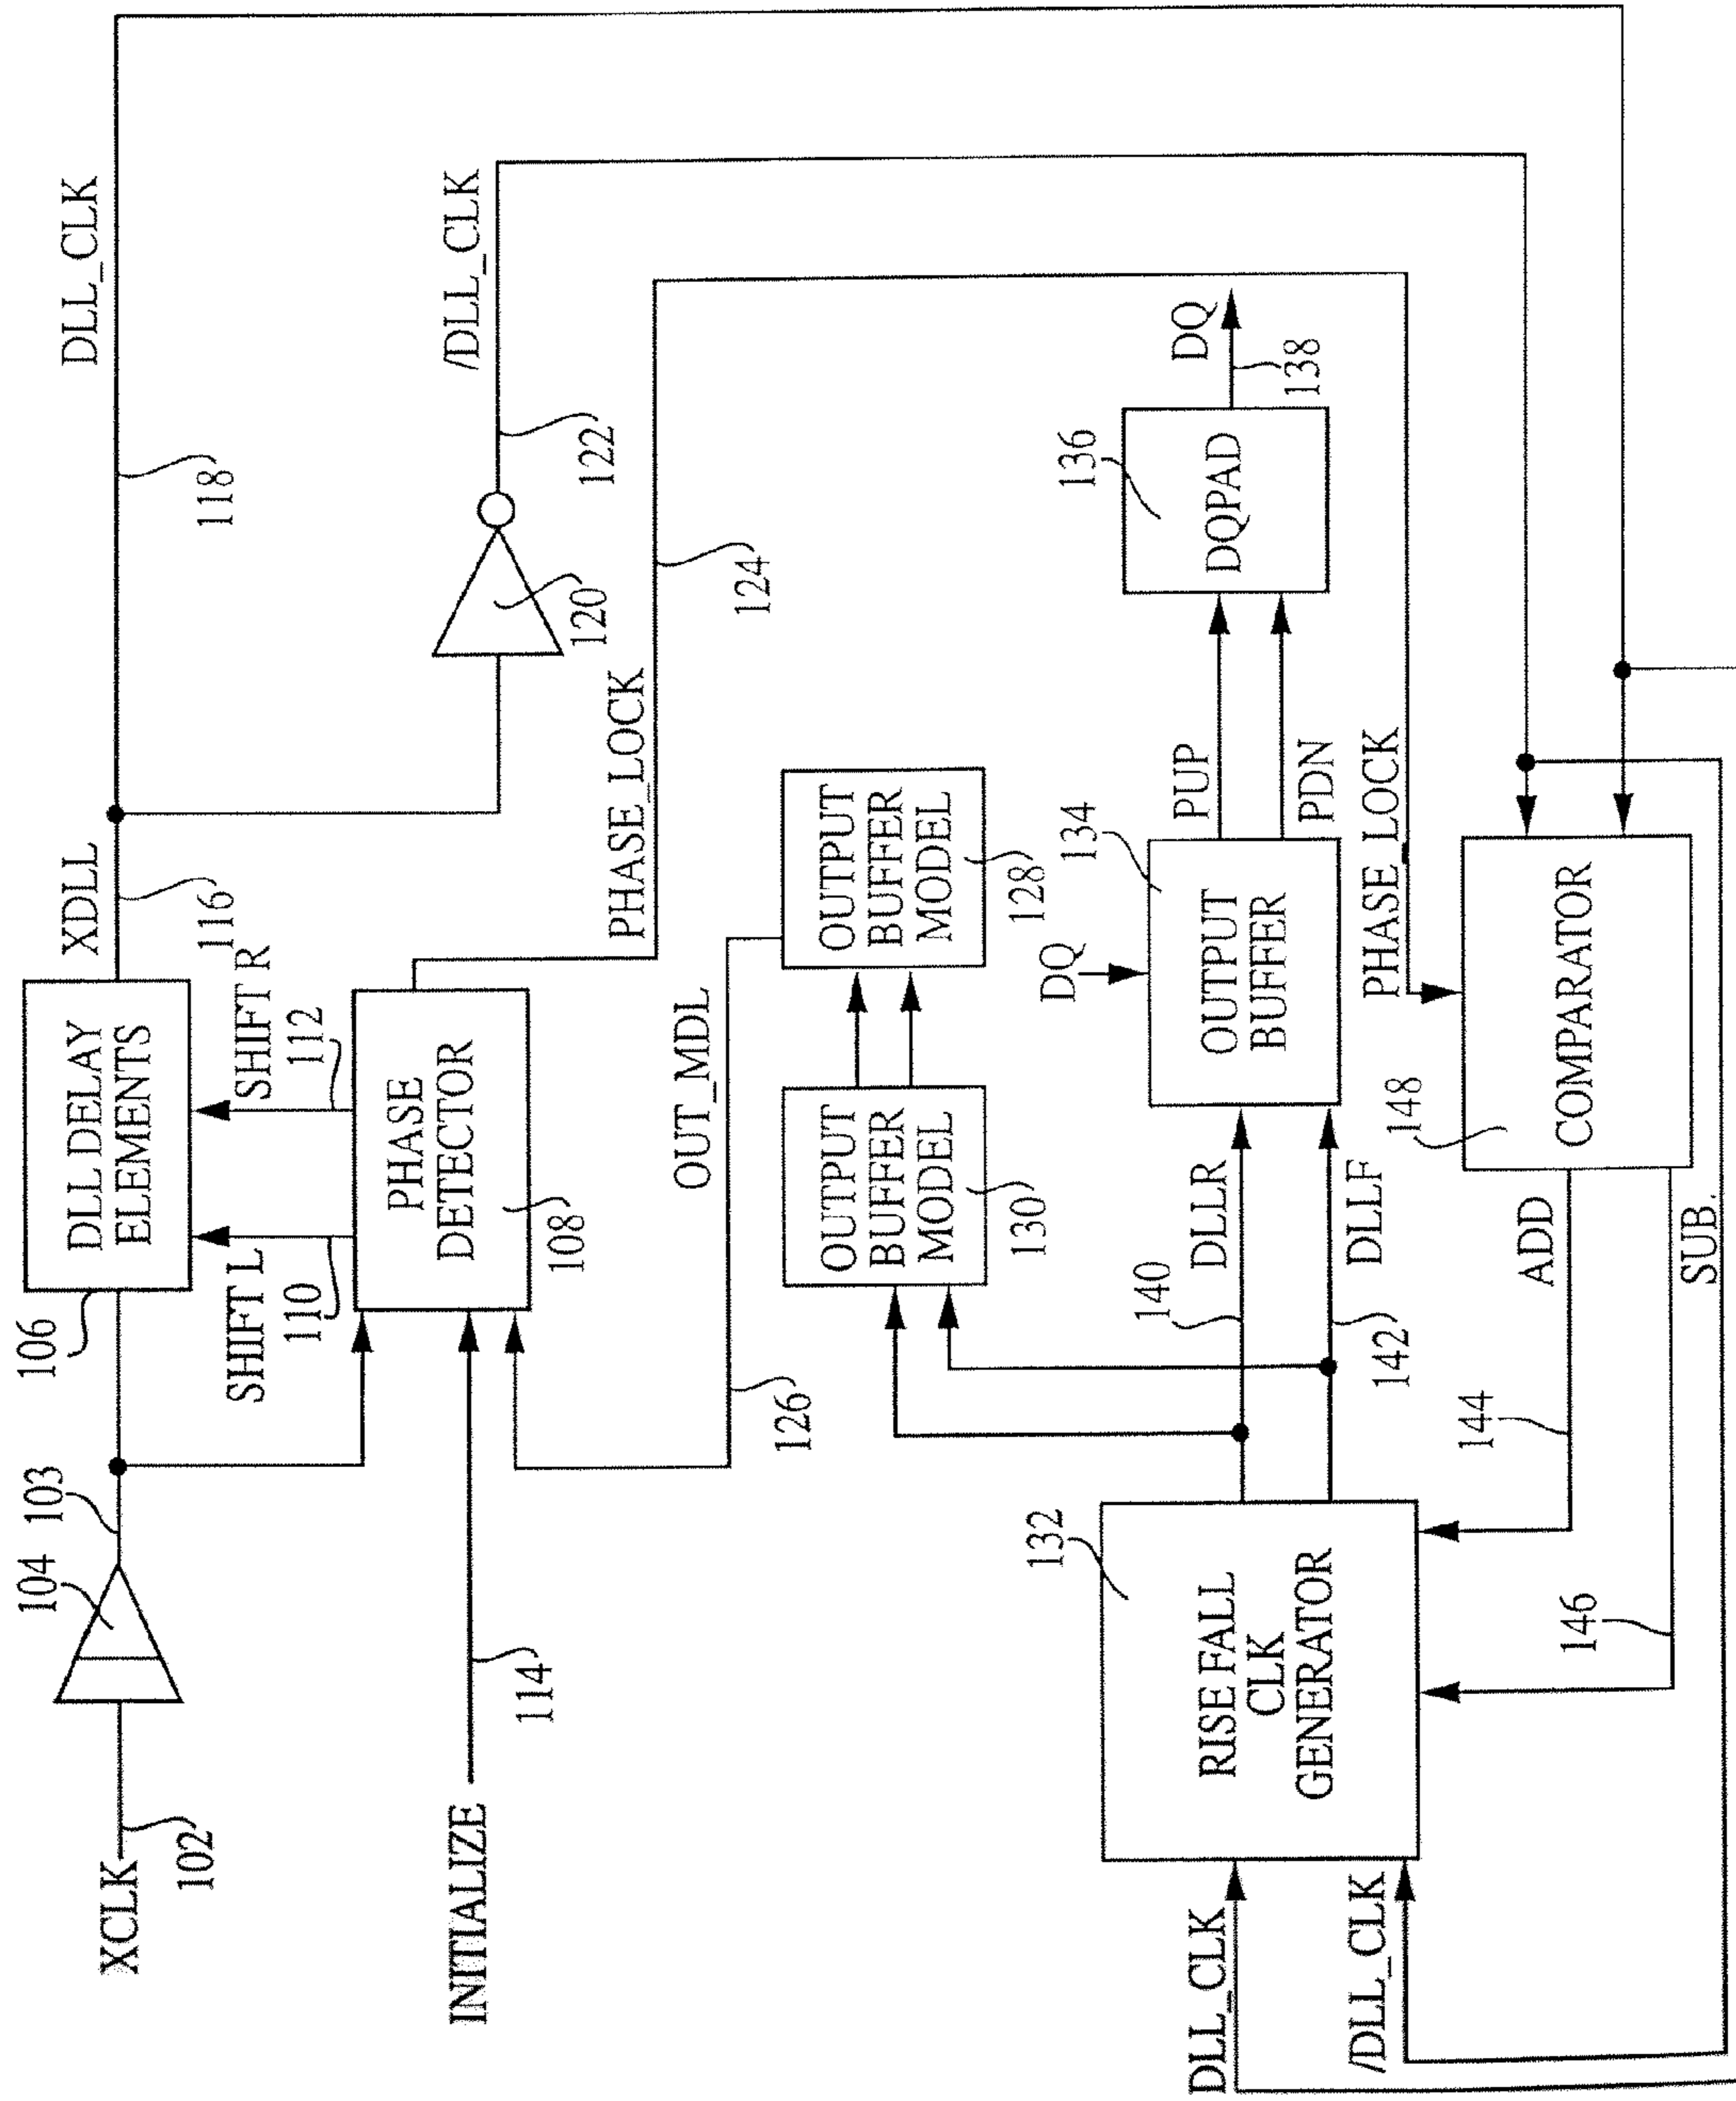 XCLK
102
104
103
106
DLL DELAY
ELEMENTS
XDLL
116
118
DLL_CLK
SHIFT L
110
SHIFT R
112
INITIALIZE
114
PHASE
DETECTOR
108
PHASE_LOCK
124
120
122
/DLL_CLK
OUT_MDL
126
OUTPUT
BUFFER
MODEL
130
OUTPUT
BUFFER
MODEL
128
DLL_CLK
/DLL_CLK
132
RISE FALL
CLK
GENERATOR
140
DLLR
142
DLLF
DQ
134
OUTPUT
BUFFER
PUP
PDN
136
DQPAD
DQ
138
PHASE_LOCK
148
COMPARATOR
144
ADD
146
SUB.